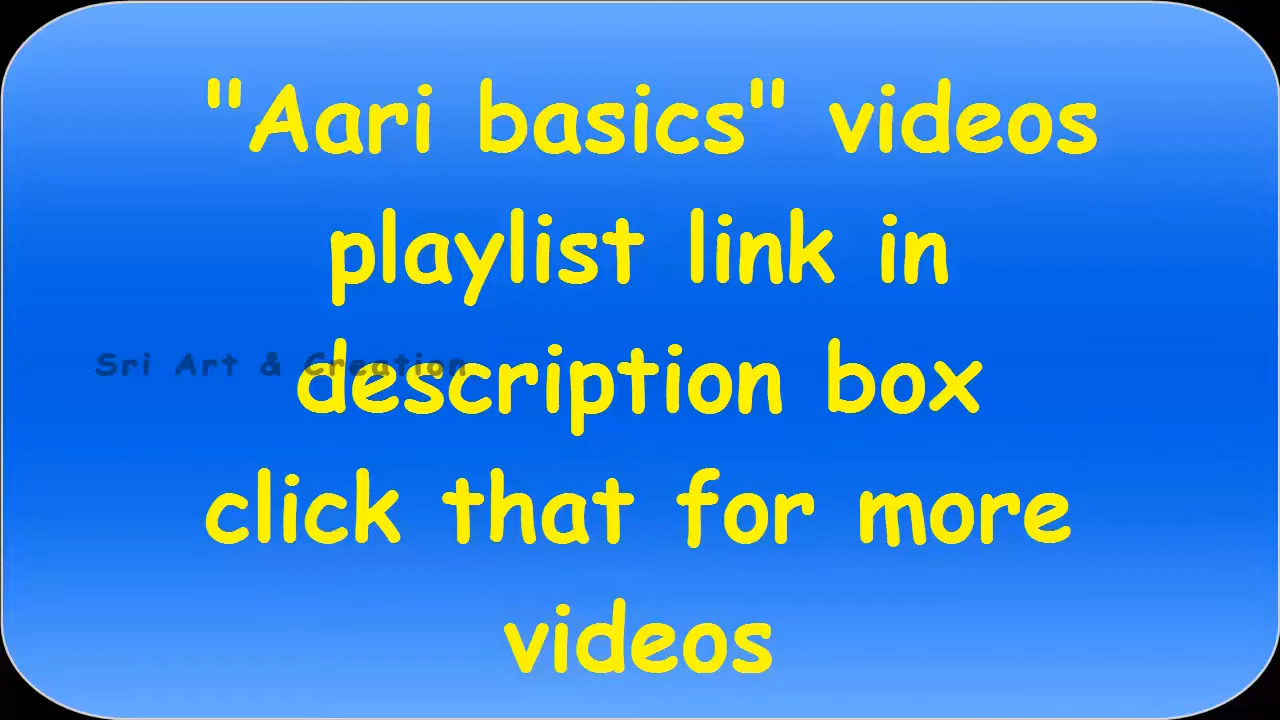 "Aari basics" videos
playlist link in
Sri Art & Creation
description box
click that for more
videos